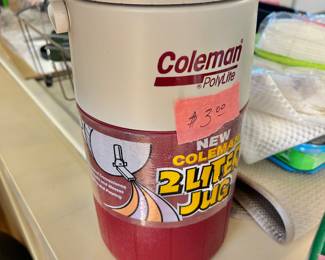 Coleman
® PolyLite
$3.00
NEW
COLEMAN
2 LITER
JUG